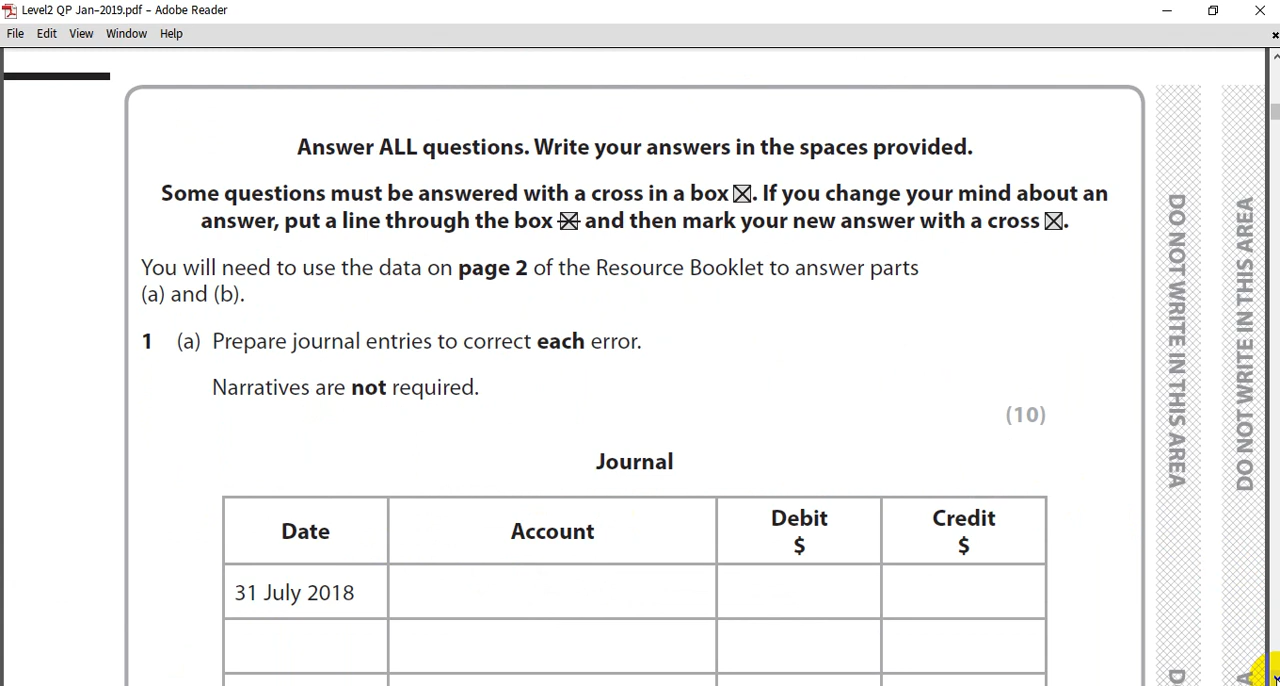 Level2 QP Jan-2019.pdf - Adobe Reader
File Edit View Window Help
Answer ALL questions. Write your answers in the spaces provided.
Some questions must be answered with a cross in a box ☒. If you change your mind about an
answer, put a line through the box and then mark your new answer with a cross ☒.
You will need to use the data on page 2 of the Resource Booklet to answer parts
(a) and (b).
1 (a) Prepare journal entries to correct each error.
Narratives are not required.
(10)
Journal
Date Account Debit $ Credit $
31 July 2018
DO NOT WRITE IN THIS AREA
DO NOT WRITE IN THIS AREA
D
A